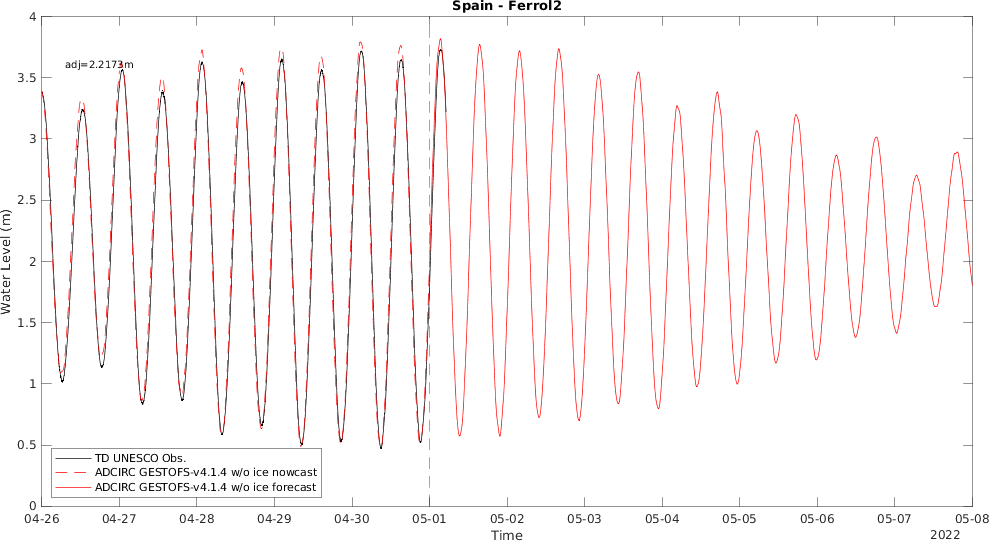 Spain - Ferrol2
4
adj=2.2173m
3.5
3
2.5
2
1.5
1
0.5
0
Water Level (m)
TD UNESCO Obs.
ADCIRC GESTOFS-v4.1.4 w/o ice nowcast
ADCIRC GESTOFS-v4.1.4 w/o ice forecast
04-26 04-27 04-28 04-29 04-30 05-01 05-02 05-03 05-04 05-05 05-06 05-07 05-08
Time
2022